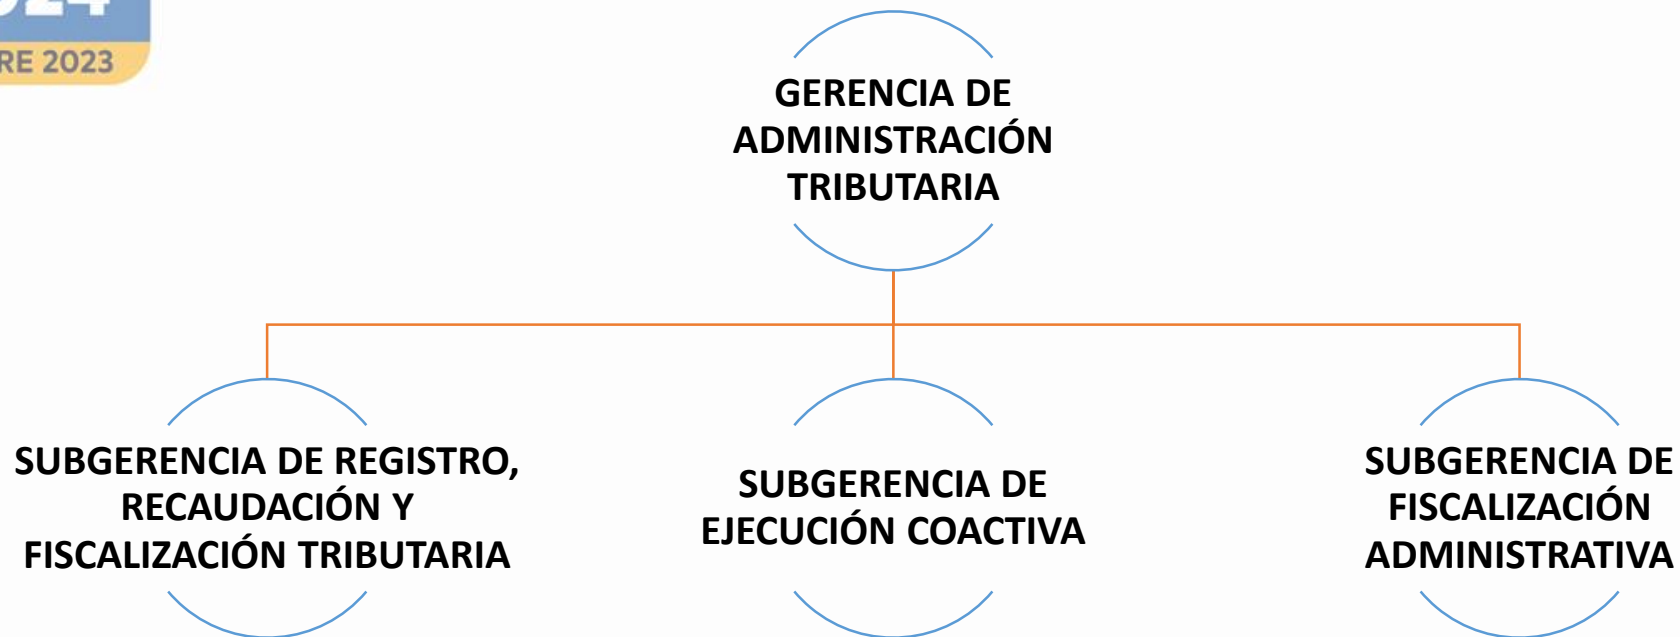 RE 2023
GERENCIA DE
ADMINISTRACIÓN
TRIBUTARIA
SUBGERENCIA DE REGISTRO,
RECAUDACIÓN Y
FISCALIZACIÓN TRIBUTARIA
SUBGERENCIA DE
EJECUCIÓN COACTIVA
SUBGERENCIA DE
FISCALIZACIÓN
ADMINISTRATIVA